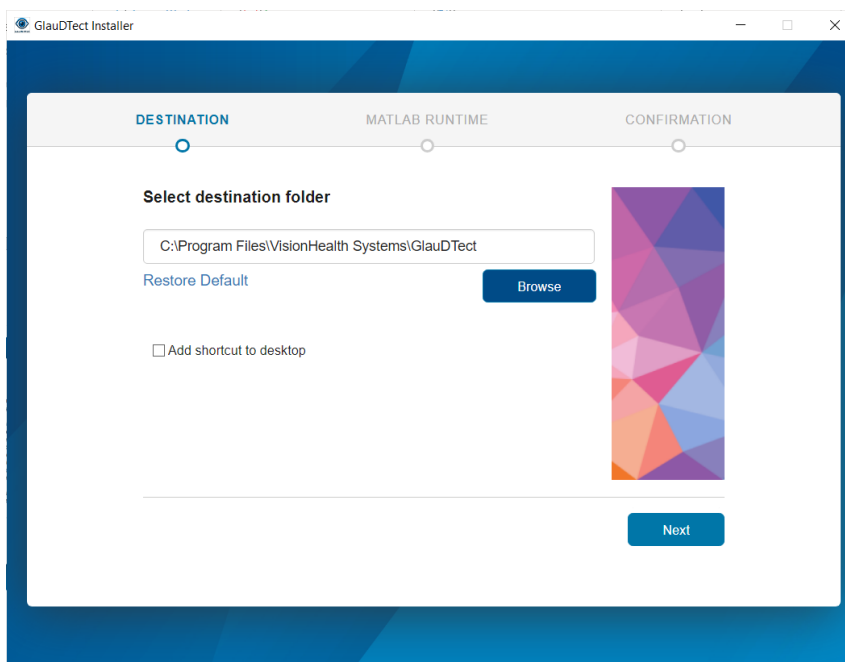 GlauDTect Installer
DESTINATION
MATLAB RUNTIME
CONFIRMATION
Select destination folder
C:\Program Files\VisionHealth Systems\GlauDTect
Restore Default
Browse
Add shortcut to desktop
Next